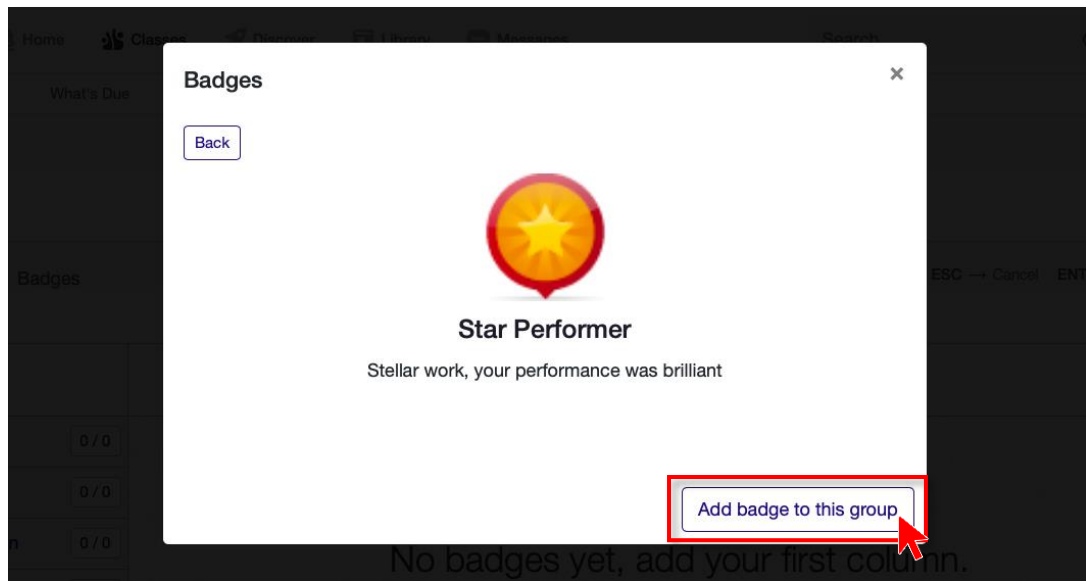 Home Classes Discover Library Messages Search
What's Due
Badges ×
Back
Badges
ESC → Cancel ENT
Star Performer
Stellar work, your performance was brilliant
0 / 0
0 / 0
Add badge to this group
n 0 / 0
No badges yet, add your first column.